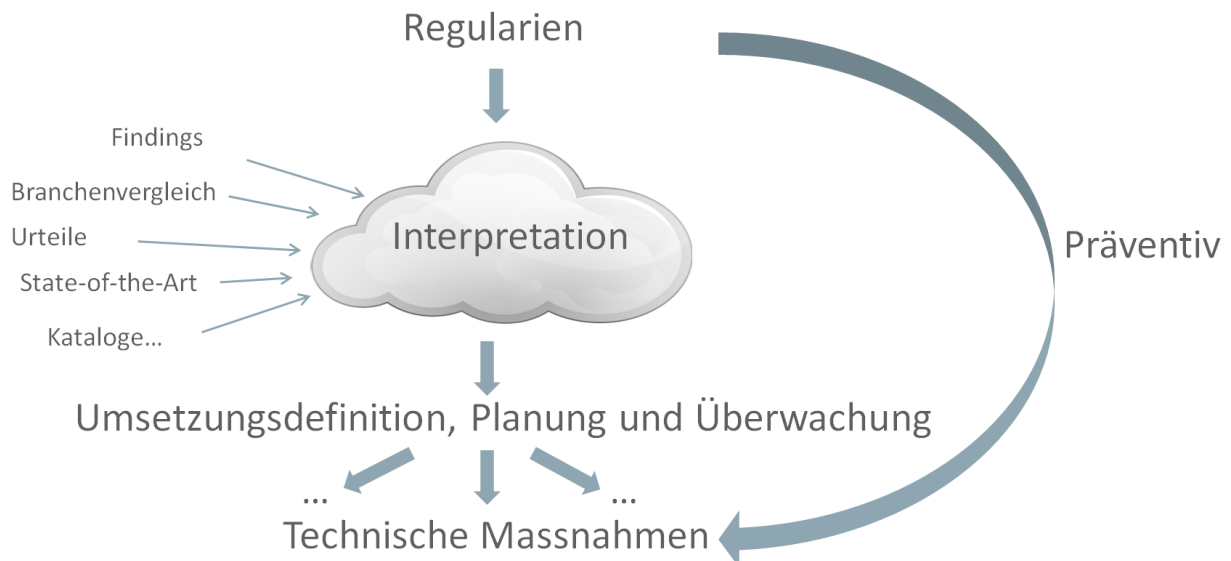 Regularien
Findings
Branchenvergleich
Urteile
State-of-the-Art
Kataloge...
Interpretation
Präventiv
Umsetzungsdefinition, Planung und Überwachung
...
...
Technische Massnahmen